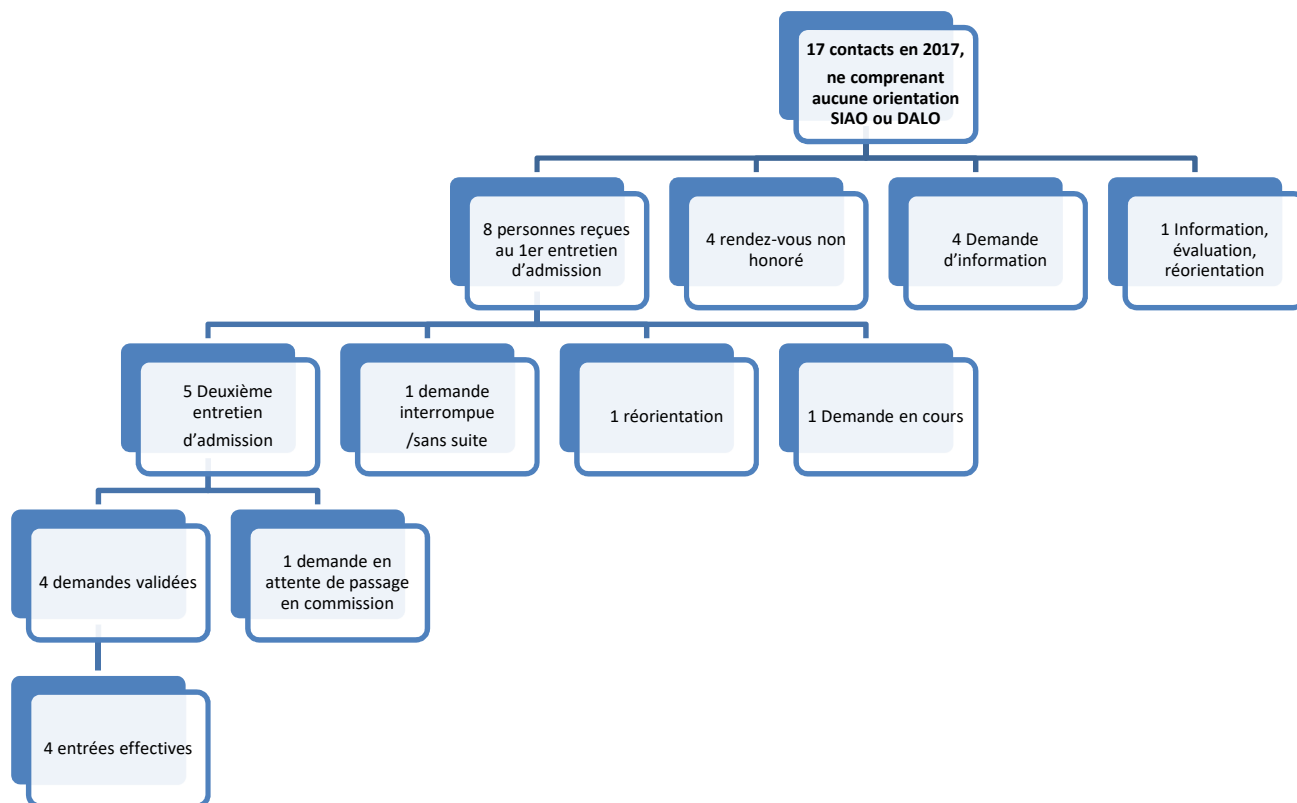 17 contacts en 2017,
ne comprenant
aucune orientation
SIAO ou DALO
8 personnes reçues
au 1er entretien
d’admission
4 rendez-vous non
honoré
4 Demande
d’information
1 Information,
évaluation,
réorientation
5 Deuxième
entretien
d’admission
1 demande
interrompue
/sans suite
1 réorientation
1 Demande en cours
4 demandes validées
1 demande en
attente de passage
en commission
4 entrées effectives